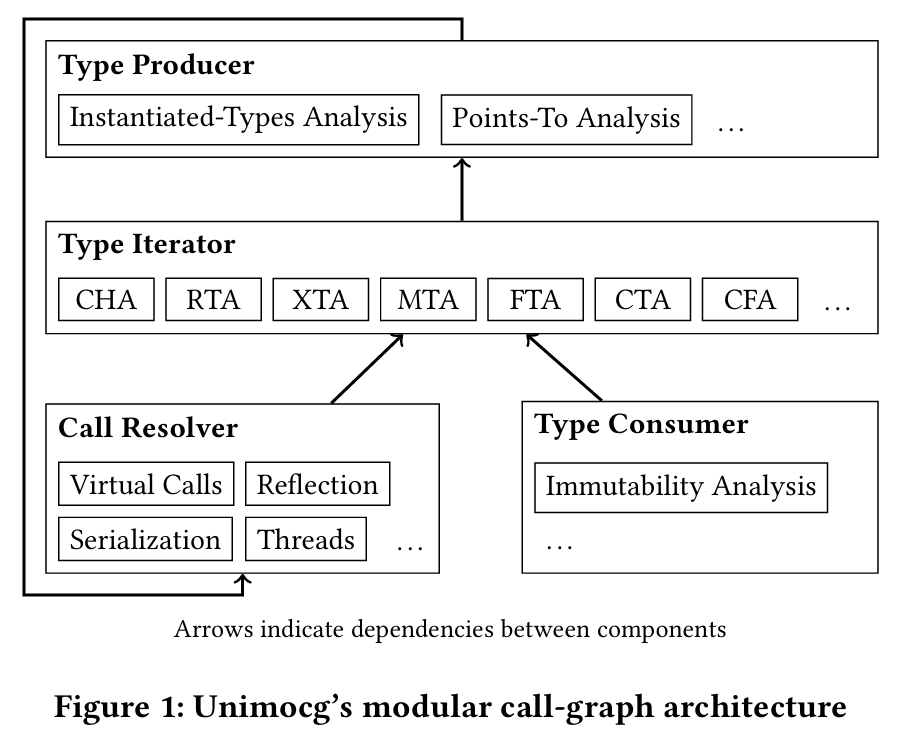 Type Producer
Instantiated-Types Analysis Points-To Analysis ...
Type Iterator
CHA RTA XTA MTA FTA CTA CFA ...
Call Resolver
Virtual Calls Reflection
Serialization Threads ...
Type Consumer
Immutability Analysis
...
Arrows indicate dependencies between components
Figure 1: Unimocg’s modular call-graph architecture